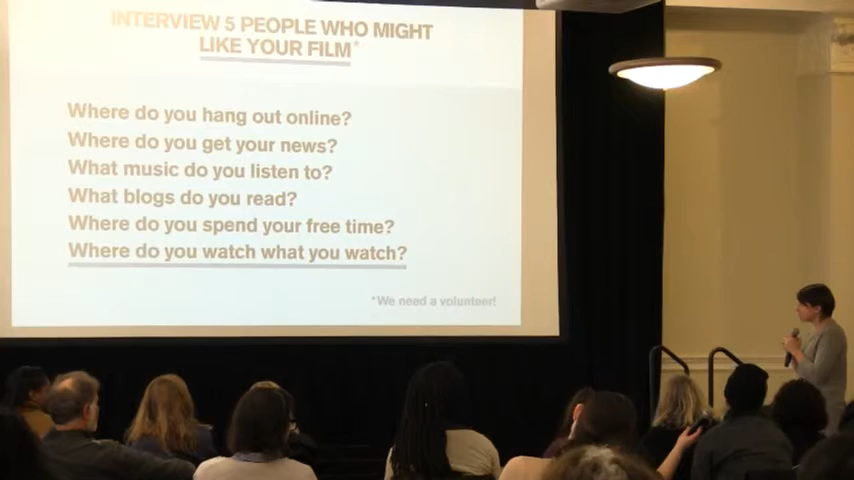 INTERVIEW 5 PEOPLE WHO MIGHT
LIKE YOUR FILM*
Where do you hang out online?
Where do you get your news?
What music do you listen to?
What blogs do you read?
Where do you spend your free time?
Where do you watch what you watch?
*We need a volunteer!